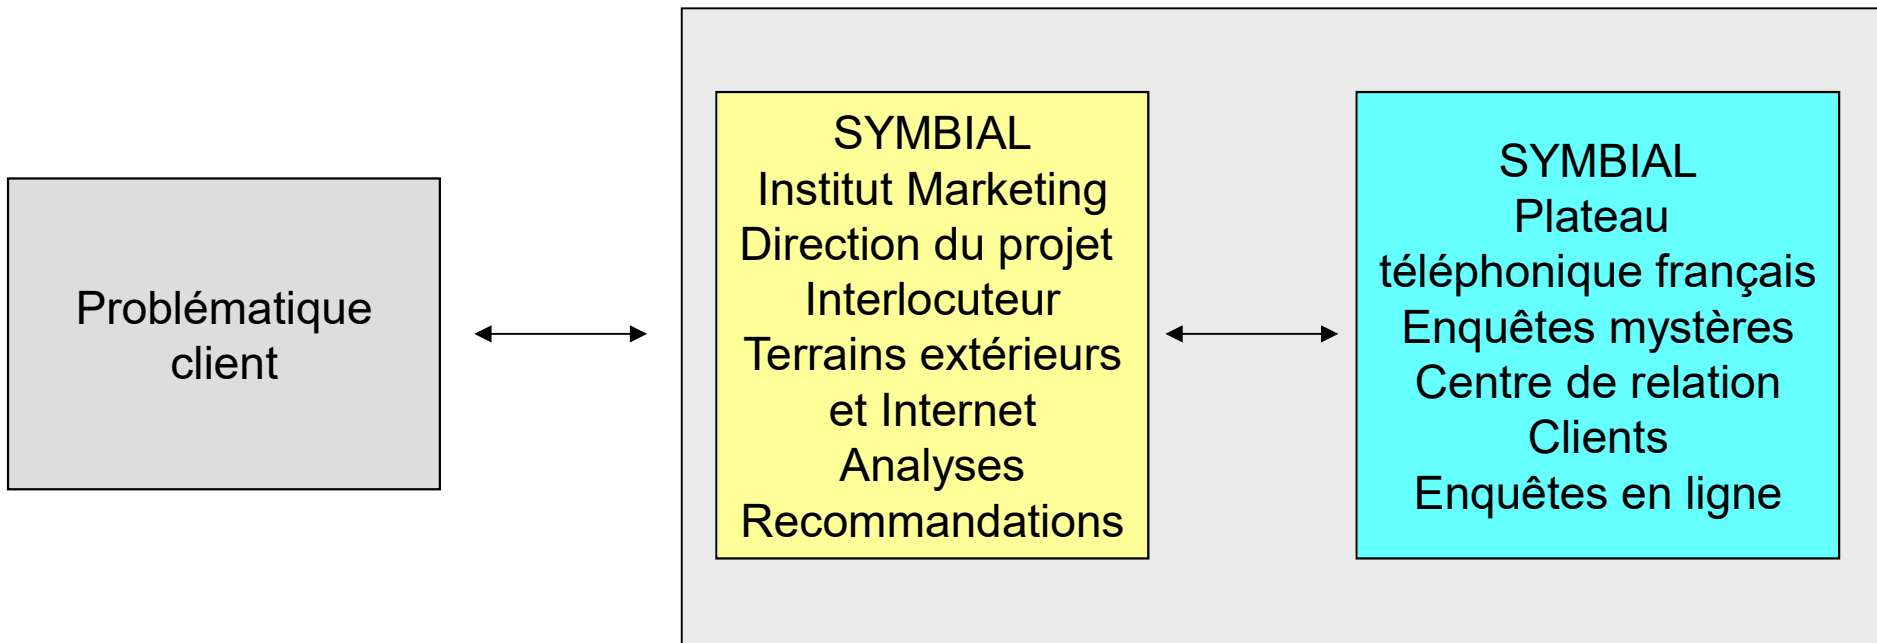 Problématique
client
SYMBIAL
Institut Marketing
Direction du projet
Interlocuteur
Terrains extérieurs
et Internet
Analyses
Recommandations
SYMBIAL
Plateau
téléphonique français
Enquêtes mystères
Centre de relation
Clients
Enquêtes en ligne